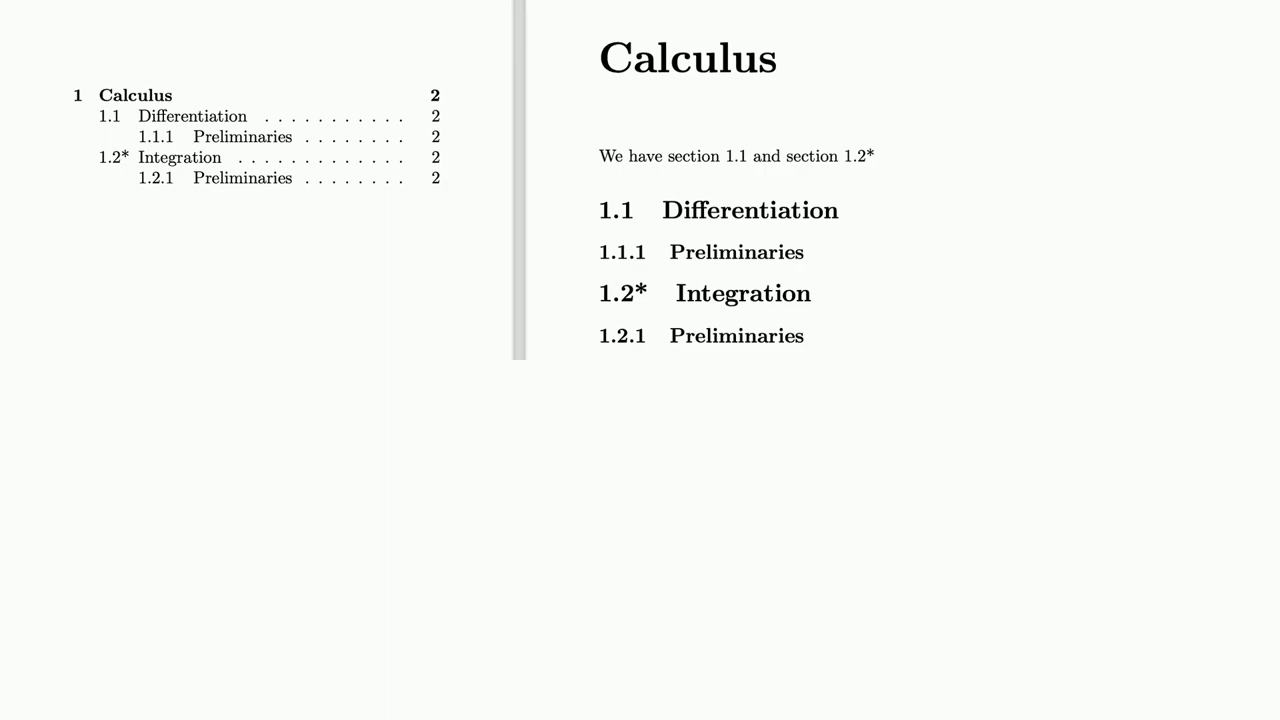 1 Calculus 2
1.1 Differentiation . . . . . . . . . . . 2
1.1.1 Preliminaries . . . . . . . . 2
1.2* Integration . . . . . . . . . . . . . 2
1.2.1 Preliminaries . . . . . . . . 2
Calculus
We have section 1.1 and section 1.2*
1.1 Differentiation
1.1.1 Preliminaries
1.2* Integration
1.2.1 Preliminaries